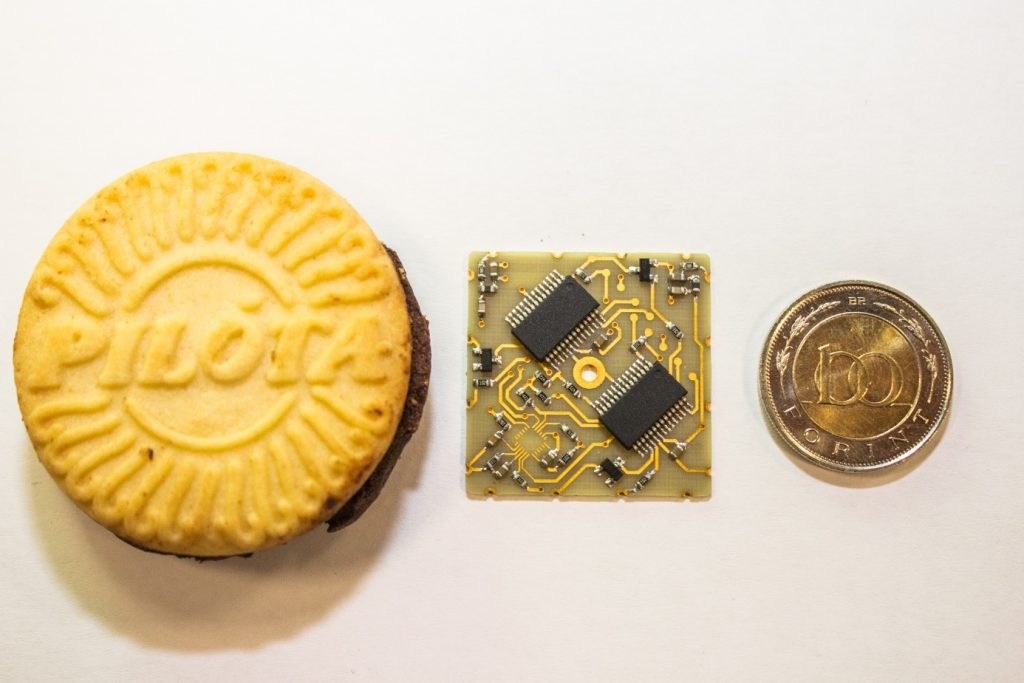 PILÓTA
BP.
100
FORINT